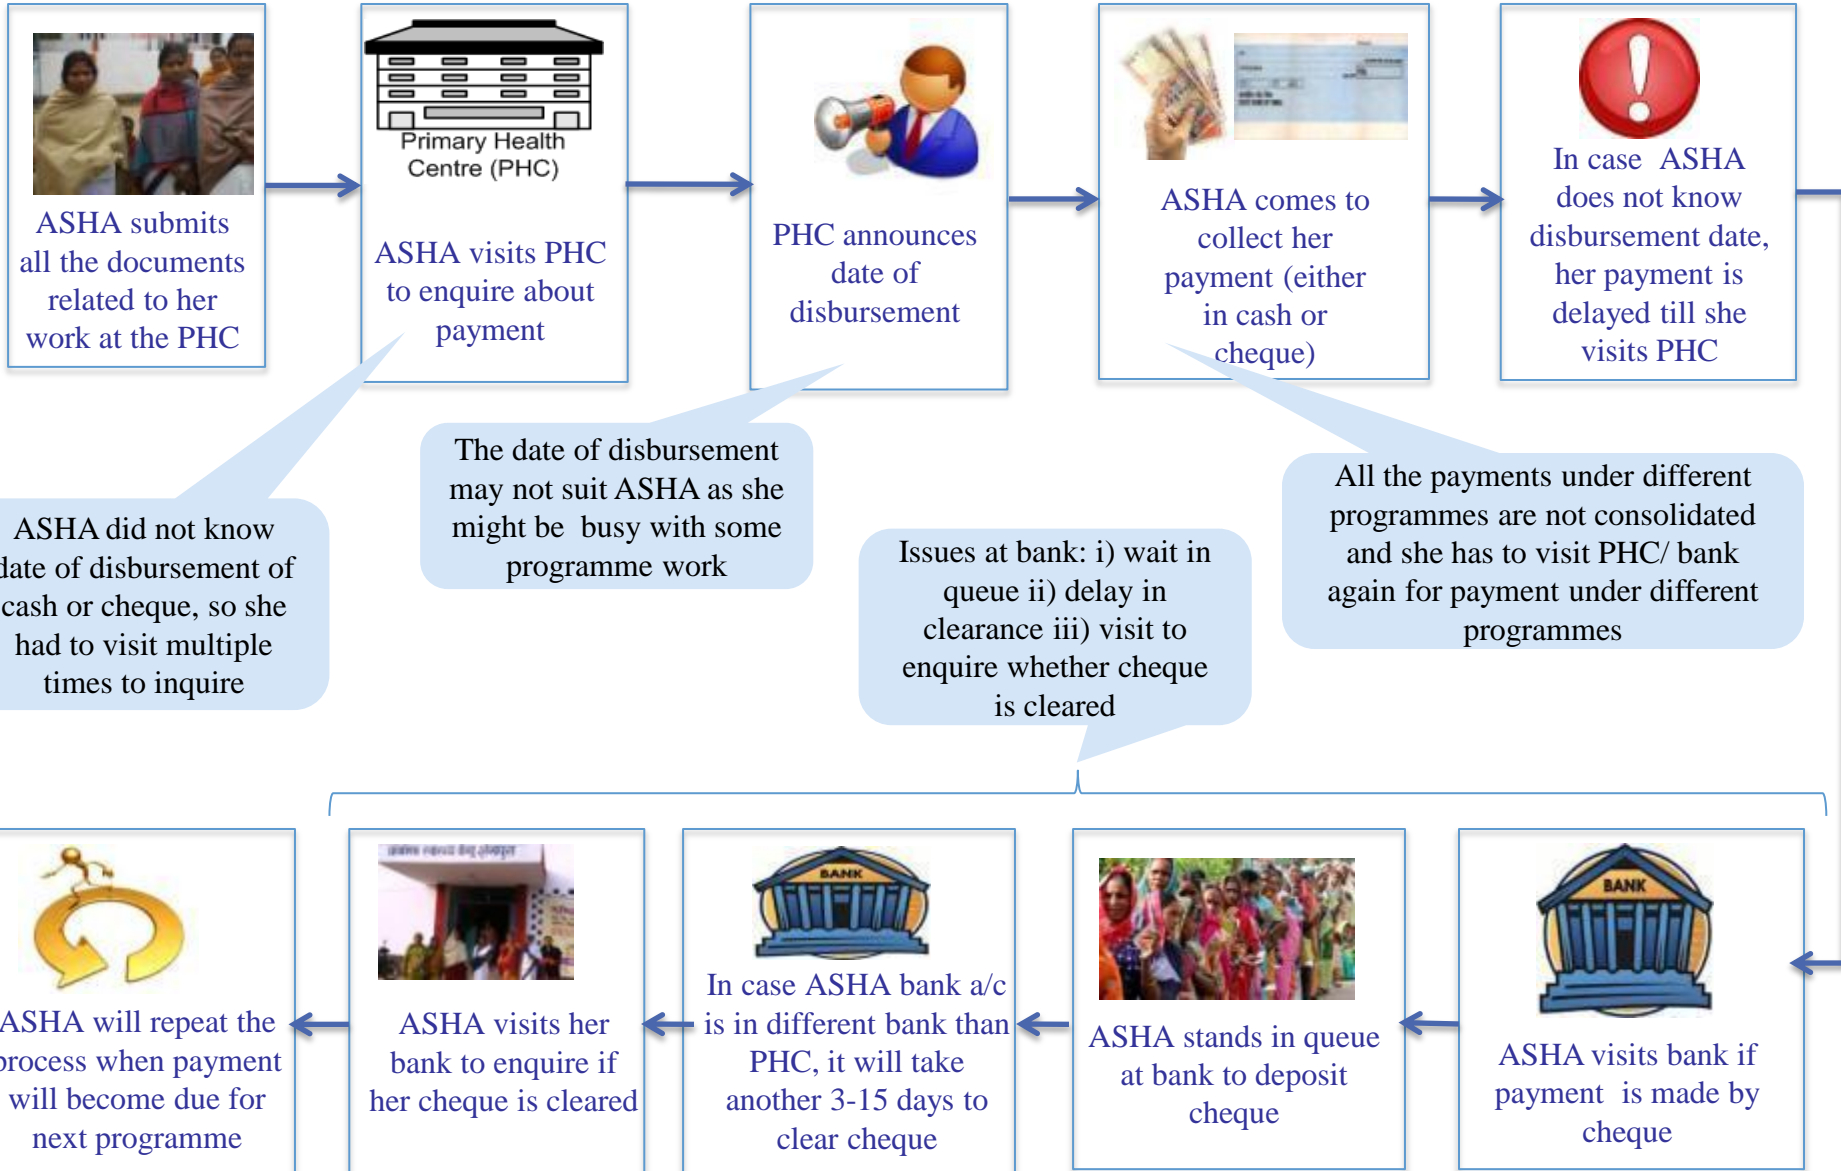 ASHA submits
all the documents
related to her
work at the PHC
Primary Health
Centre (PHC)
ASHA visits PHC
to enquire about
payment
PHC announces
date of
disbursement
ASHA comes to
collect her
payment (either
in cash or
cheque)
In case ASHA
does not know
disbursement date,
her payment is
delayed till she
visits PHC
ASHA did not know
date of disbursement of
cash or cheque, so she
had to visit multiple
times to inquire
The date of disbursement
may not suit ASHA as she
might be busy with some
programme work
Issues at bank: i) wait in
queue ii) delay in
clearance iii) visit to
enquire whether cheque
is cleared
All the payments under different
programmes are not consolidated
and she has to visit PHC/ bank
again for payment under different
programmes
BANK
ASHA visits bank if
payment is made by
cheque
ASHA stands in queue
at bank to deposit
cheque
BANK
In case ASHA bank a/c
is in different bank than
PHC, it will take
another 3-15 days to
clear cheque
ASHA visits her
bank to enquire if
her cheque is cleared
ASHA will repeat the
process when payment
will become due for
next programme